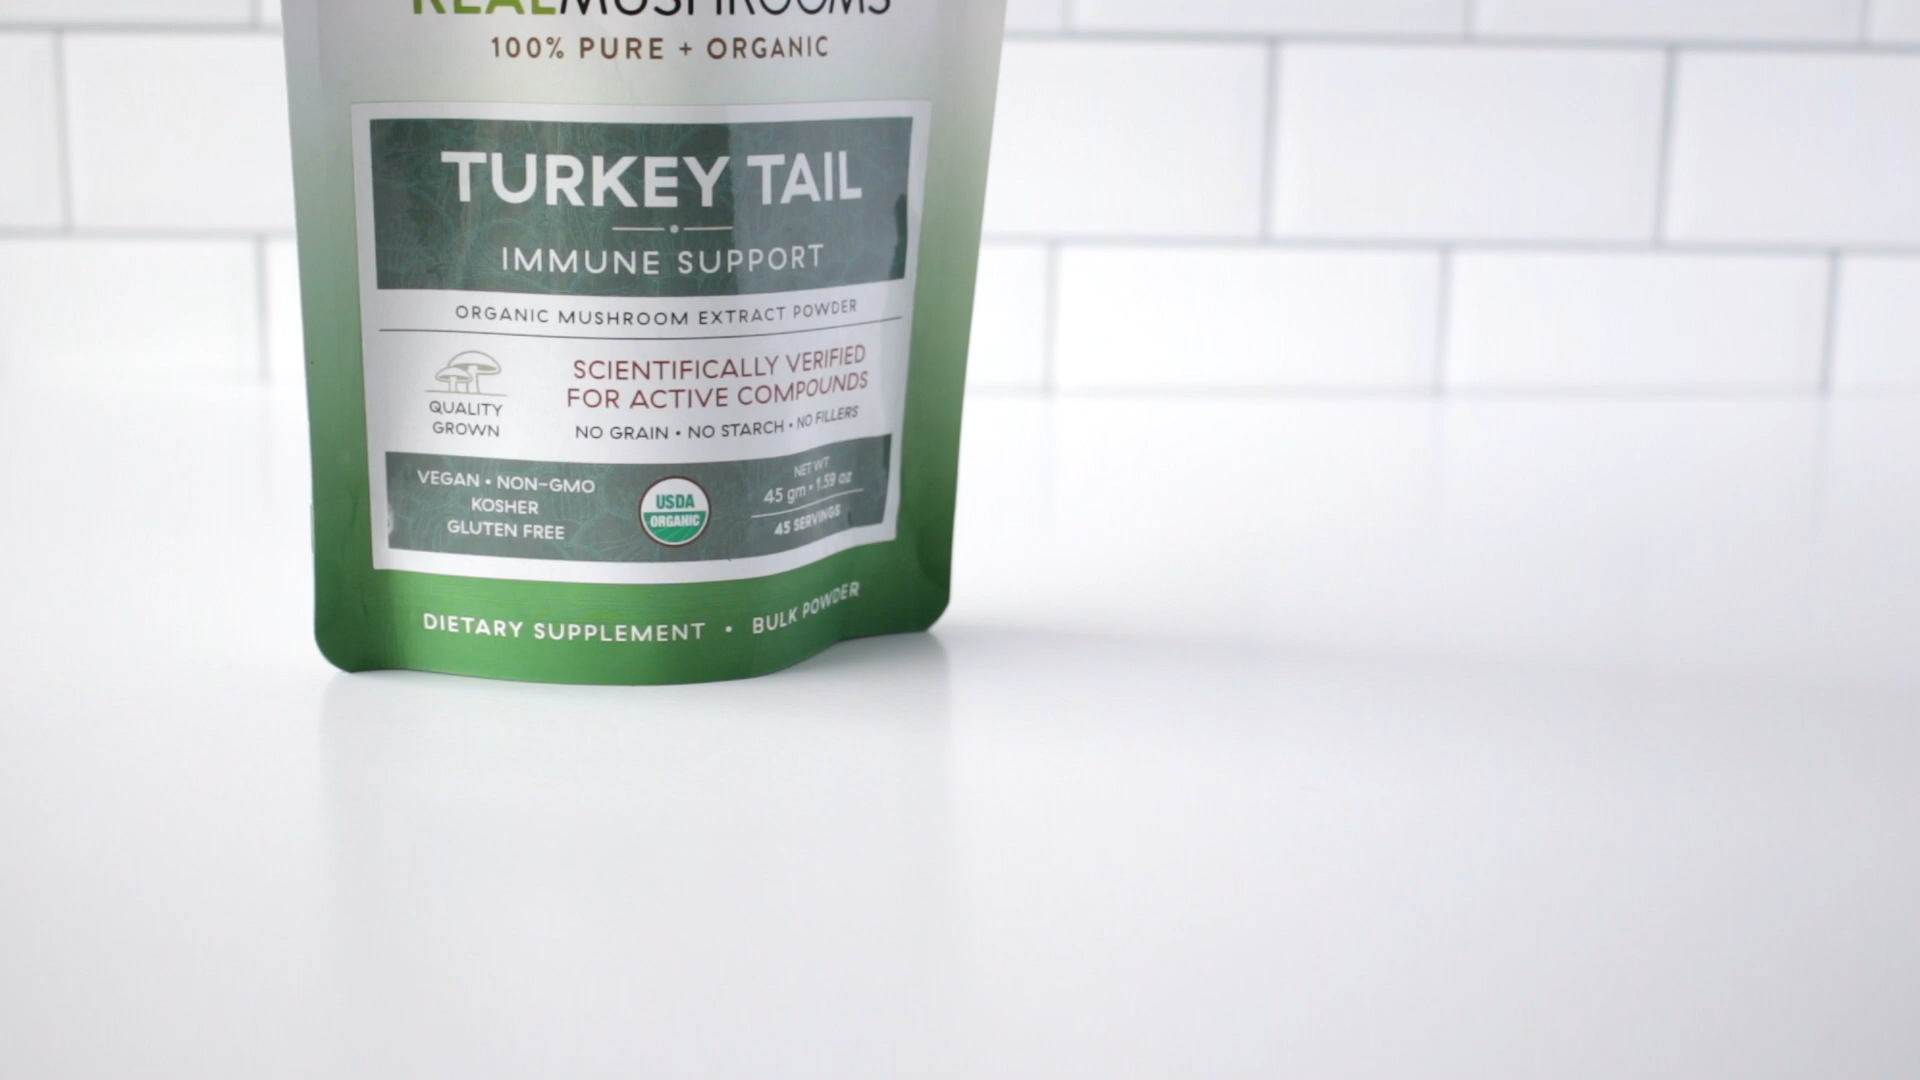 REALMUSHROOMS
100% PURE + ORGANIC
TURKEY TAIL
IMMUNE SUPPORT
ORGANIC MUSHROOM EXTRACT POWDER
QUALITY
GROWN
SCIENTIFICALLY VERIFIED
FOR ACTIVE COMPOUNDS
NO GRAIN • NO STARCH • NO FILLERS
VEGAN • NON-GMO
KOSHER
GLUTEN FREE
USDA
ORGANIC
NET WT
45 gm • 1.59 oz
45 SERVINGS
DIETARY SUPPLEMENT • BULK POWDER